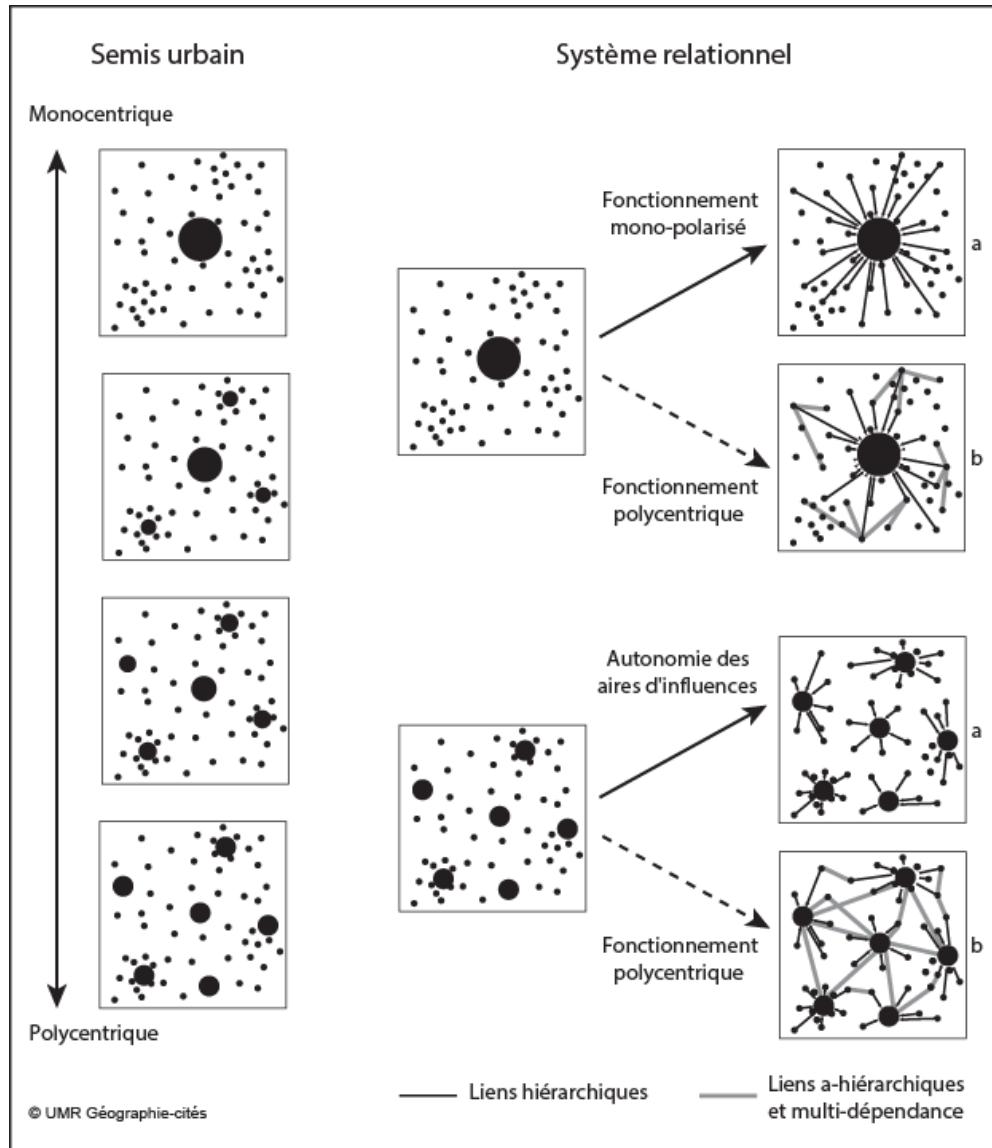 Semis urbain
Système relationnel
Monocentrique
Fonctionnement
mono-polarisé
a
Fonctionnement
polycentrique
b
Autonomie des
aires d'influences
a
Fonctionnement
polycentrique
b
Polycentrique
Liens hiérarchiques
Liens a-hiérarchiques
et multi-dépendance
© UMR Géographie-cités